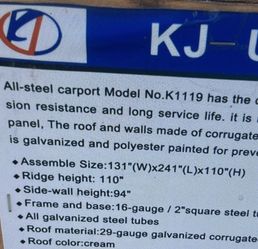 KJ-U
All-steel carport Model No.K1119 has the
sion resistance and long service life. it is
panel, The roof and walls made of corrugate
is galvanized and polyester painted for preve
◆Assemble Size:131"(W)x241"(L)x110"(H)
◆Ridge height: 110"
◆Side-wall height:94"
◆Frame and base:16-gauge / 2"square steel t
◆All galvanized steel tubes
◆Roof material:29-gauge galvanized corrugate
◆Roof color:cream